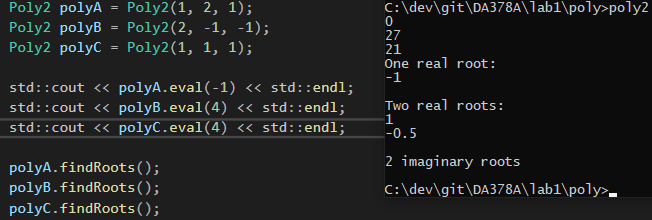 Poly2 polyA = Poly2(1, 2, 1);
Poly2 polyB = Poly2(2, -1, -1);
Poly2 polyC = Poly2(1, 1, 1);
std::cout << polyA.eval(-1) << std::endl;
std::cout << polyB.eval(4) << std::endl;
std::cout << polyC.eval(4) << std::endl;
polyA.findRoots();
polyB.findRoots();
polyC.findRoots();
C:\dev\git\DA378A\lab1\poly>poly2
0
27
21
One real root:
-1
Two real roots:
1
-0.5
2 imaginary roots
C:\dev\git\DA378A\lab1\poly>